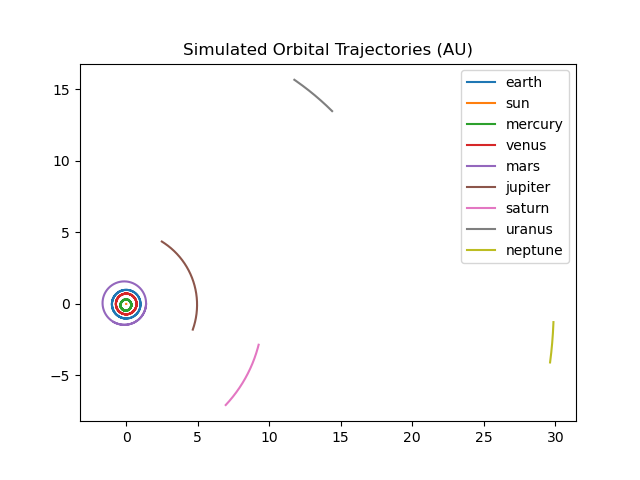 Simulated Orbital Trajectories (AU)
earth
sun
mercury
venus
mars
jupiter
saturn
uranus
neptune
15
10
5
0
−5
0 5 10 15 20 25 30